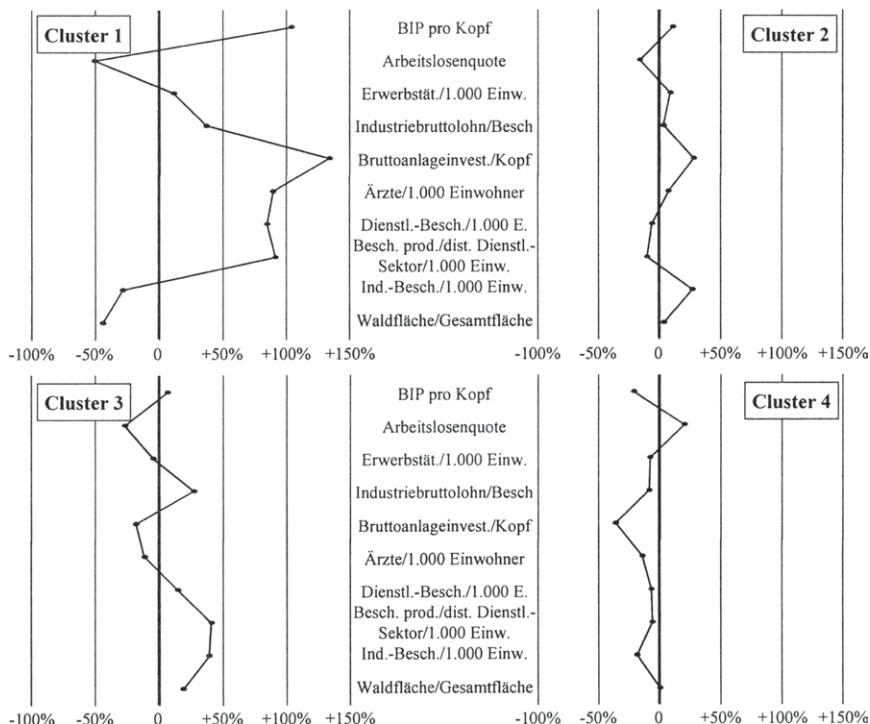 Cluster 1
BIP pro Kopf
Cluster 2
Arbeitslosenquote
Erwerbstät./1.000 Einw.
Industriebruttolohn/Besch
Bruttoanlageinvest./Kopf
Ärzte/1.000 Einwohner
Dienstl.-Besch./1.000 E.
Besch. prod./dist. Dienstl.-
Sektor/1.000 Einw.
Ind.-Besch./1.000 Einw.
Waldfläche/Gesamtfläche
-100% -50% 0 +50% +100% +150%
-100% -50% 0 +50% +100% +150%
Cluster 3
BIP pro Kopf
Cluster 4
Arbeitslosenquote
Erwerbstät./1.000 Einw.
Industriebruttolohn/Besch
Bruttoanlageinvest./Kopf
Ärzte/1.000 Einwohner
Dienstl.-Besch./1.000 E.
Besch. prod./dist. Dienstl.-
Sektor/1.000 Einw.
Ind.-Besch./1.000 Einw.
Waldfläche/Gesamtfläche
-100% -50% 0 +50% +100% +150%
-100% -50% 0 +50% +100% +150%